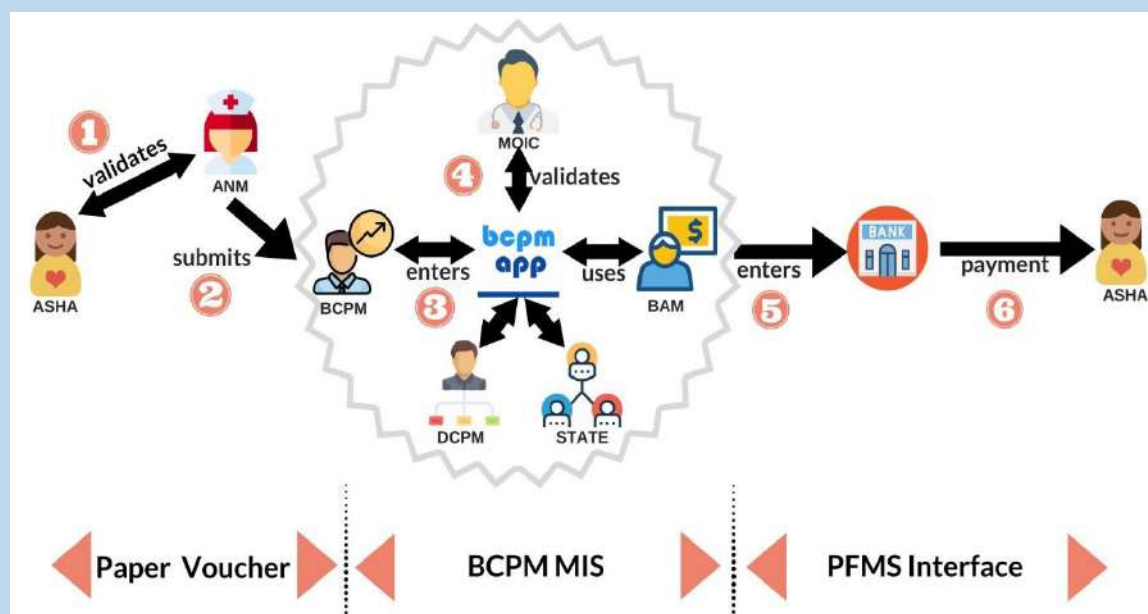 1
validates
ASHA
ANM
submits
2
MOIC
4
validates
BCPM
enters
3
bcpm
app
uses
$
BAM
DCPM
STATE
enters
5
BANK
payment
6
ASHA
Paper Voucher
BCPM MIS
PFMS Interface